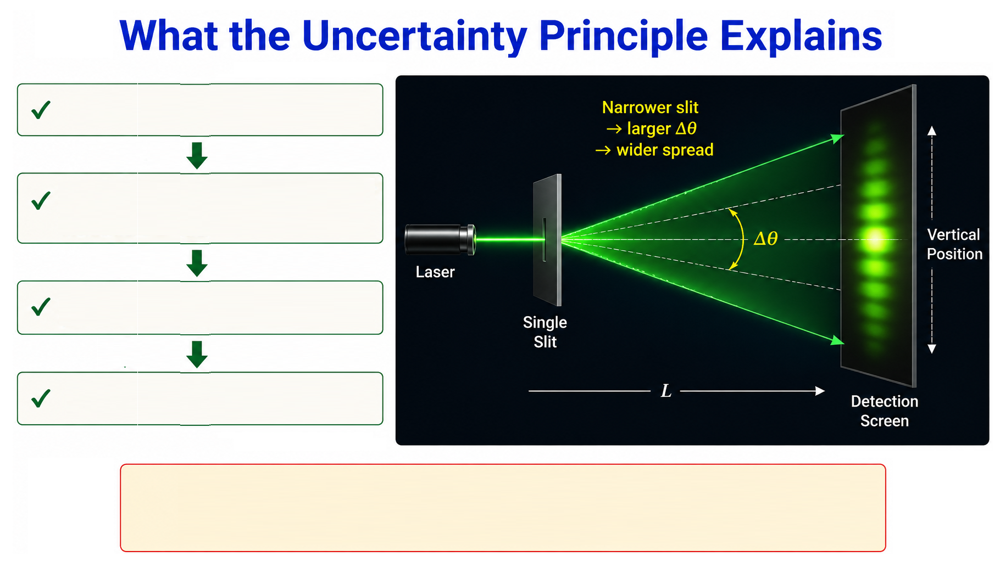 What the Uncertainty Principle Explains
✓
✓
✓
✓
Narrower slit
→ larger Δθ
→ wider spread
Δθ
Laser
Single
Slit
Vertical
Position
L
Detection
Screen